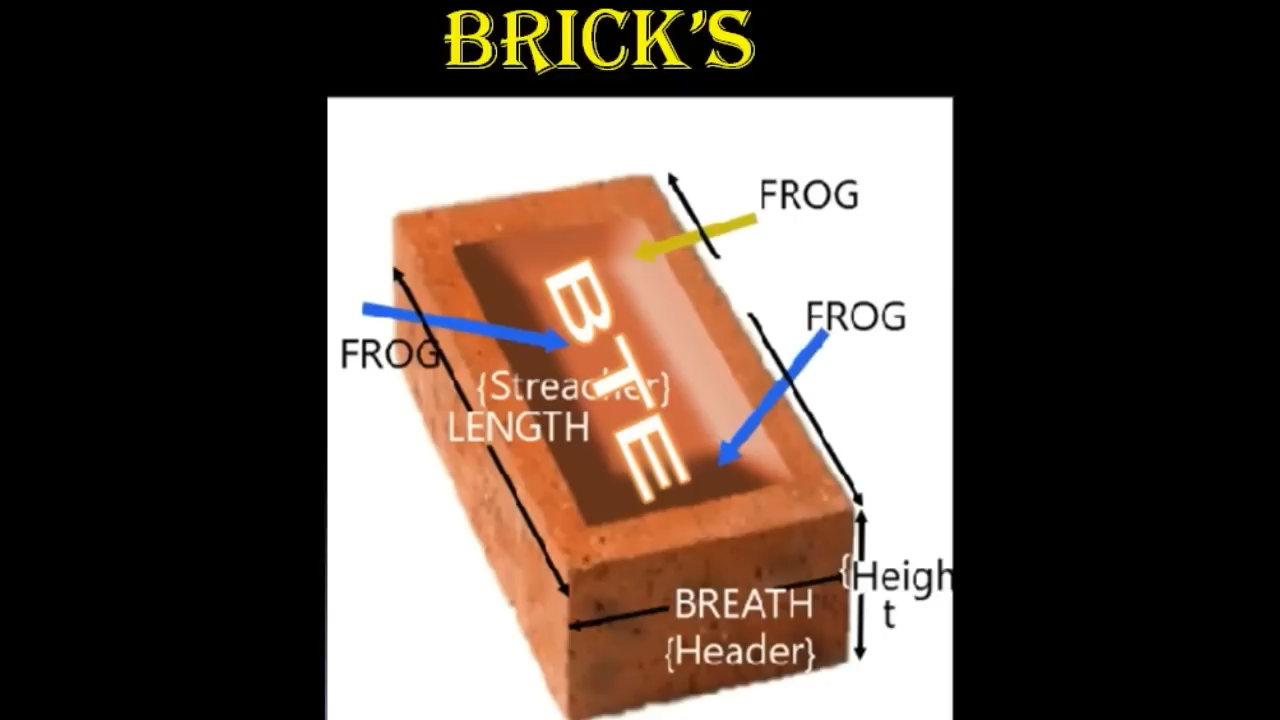 BRICK'S
FROG
FROG
FROG
{Streacher}
LENGTH
BTE
{Heigh
t
BREATH
{Header}